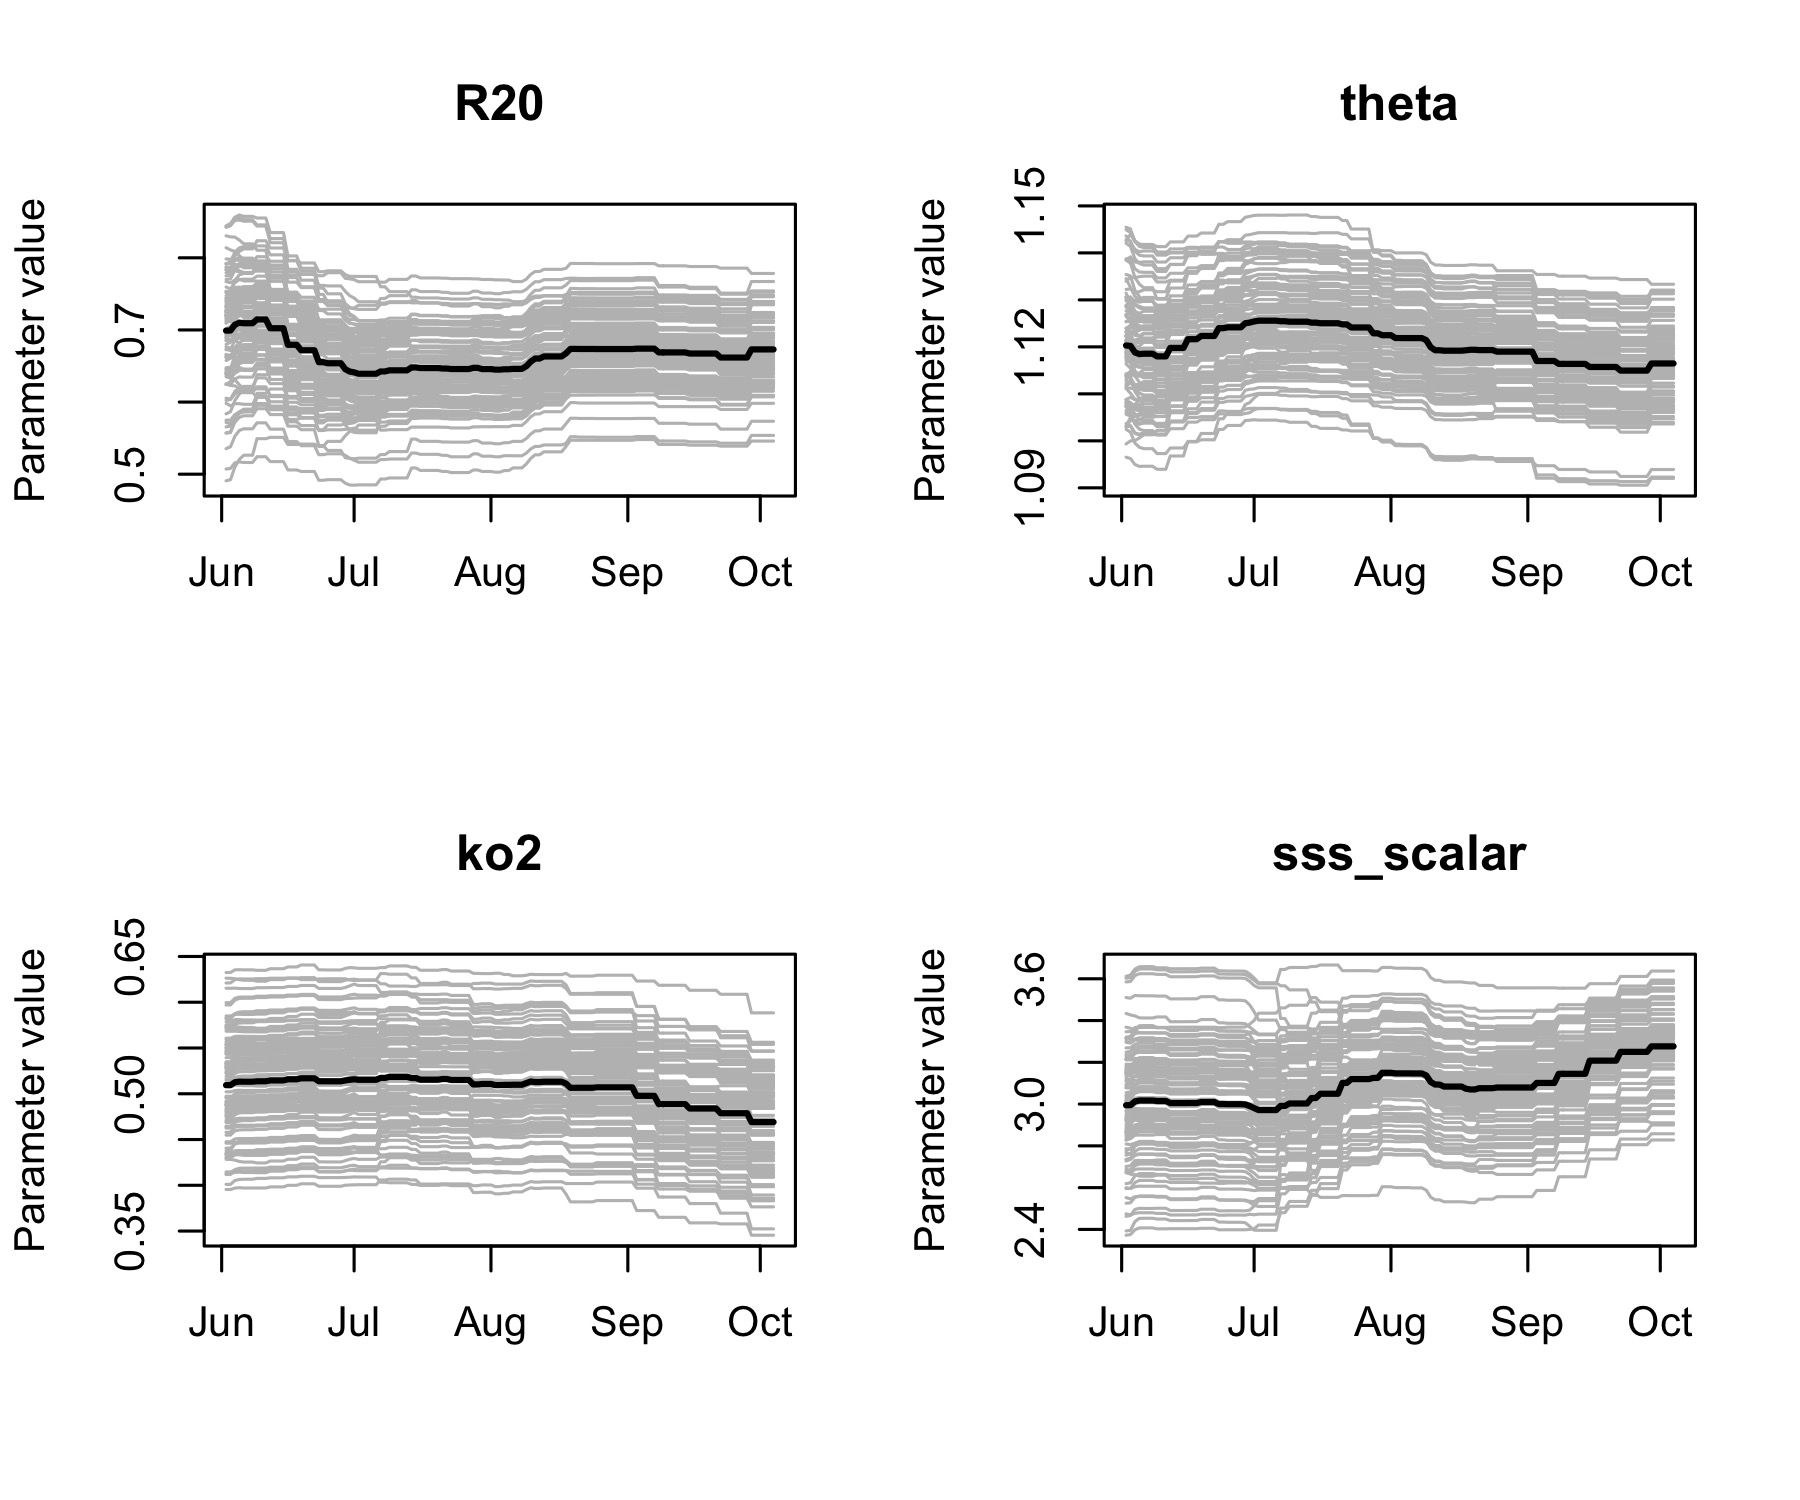 R20
Parameter value
0.7
0.5
Jun Jul Aug Sep Oct
theta
Parameter value
1.15
1.12
1.09
Jun Jul Aug Sep Oct
ko2
Parameter value
0.65
0.50
0.35
Jun Jul Aug Sep Oct
sss_scalar
Parameter value
3.6
3.0
2.4
Jun Jul Aug Sep Oct